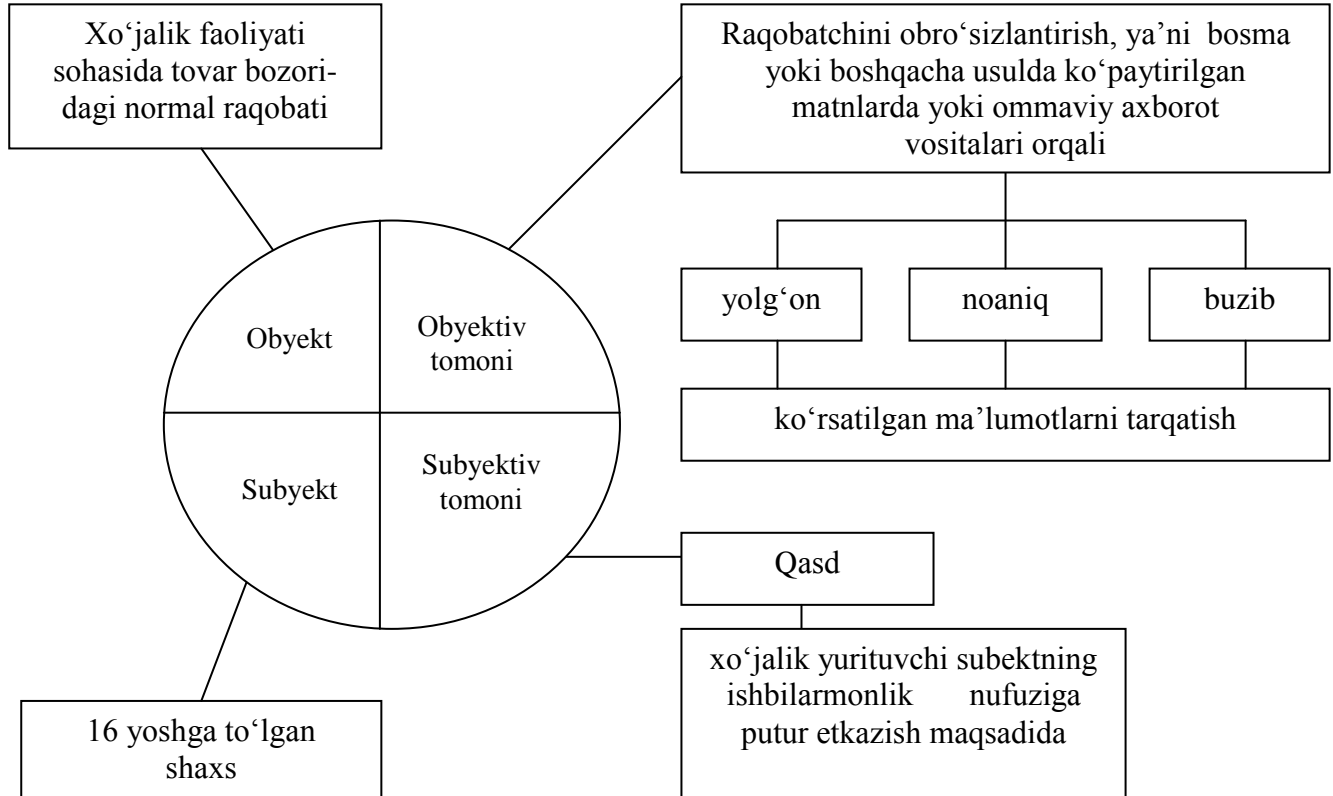 Xo‘jalik faoliyati
sohasida tovar bozori-
dagi normal raqobati
Raqobatchini obro‘sizlantirish, ya’ni bosma
yoki boshqacha usulda ko‘paytirilgan
matnlarda yoki ommaviy axborot
vositalari orqali
yolg‘on
noaniq
buzib
ko‘rsatilgan ma’lumotlarni tarqatish
Obyekt
Obyektiv
tomoni
Subyekt
Subyektiv
tomoni
Qasd
xo‘jalik yurituvchi subektning
ishbilarmonlik nufuziga
putur etkazish maqsadida
16 yoshga to‘lgan
shaxs